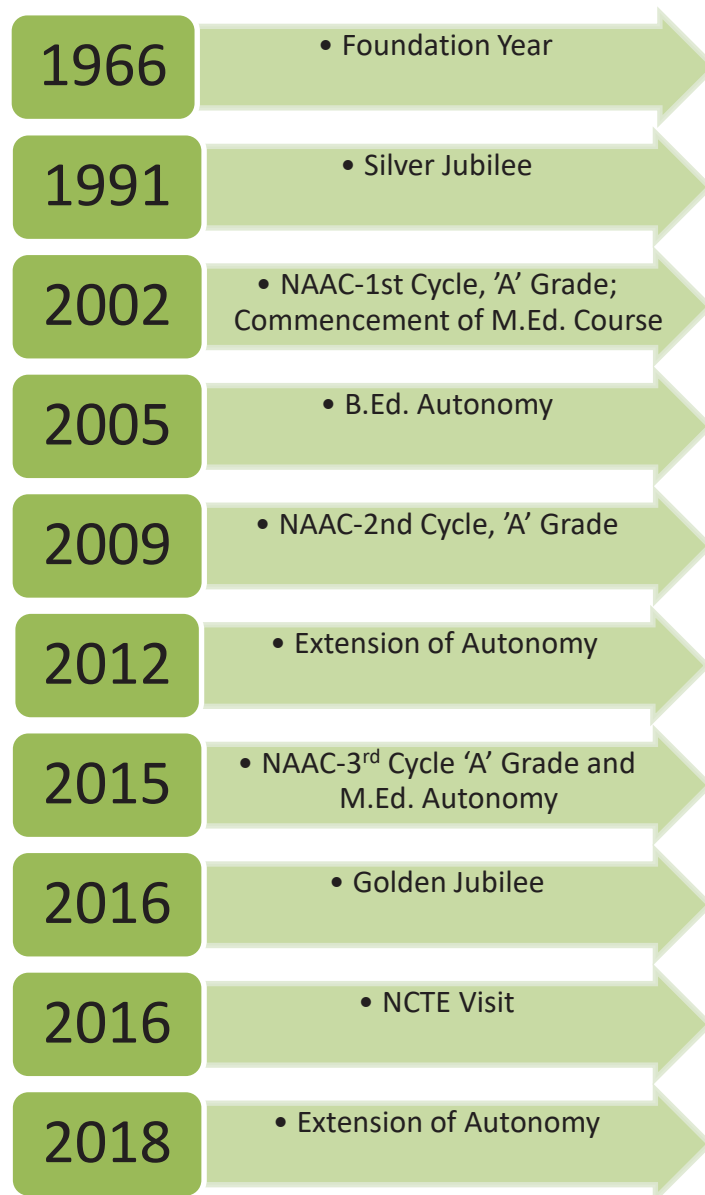 1966
• Foundation Year
1991
• Silver Jubilee
2002
• NAAC-1st Cycle, ’A’ Grade;
Commencement of M.Ed. Course
2005
• B.Ed. Autonomy
2009
• NAAC-2nd Cycle, ’A’ Grade
2012
• Extension of Autonomy
2015
• NAAC-3rd Cycle ‘A’ Grade and
M.Ed. Autonomy
2016
• Golden Jubilee
2016
• NCTE Visit
2018
• Extension of Autonomy